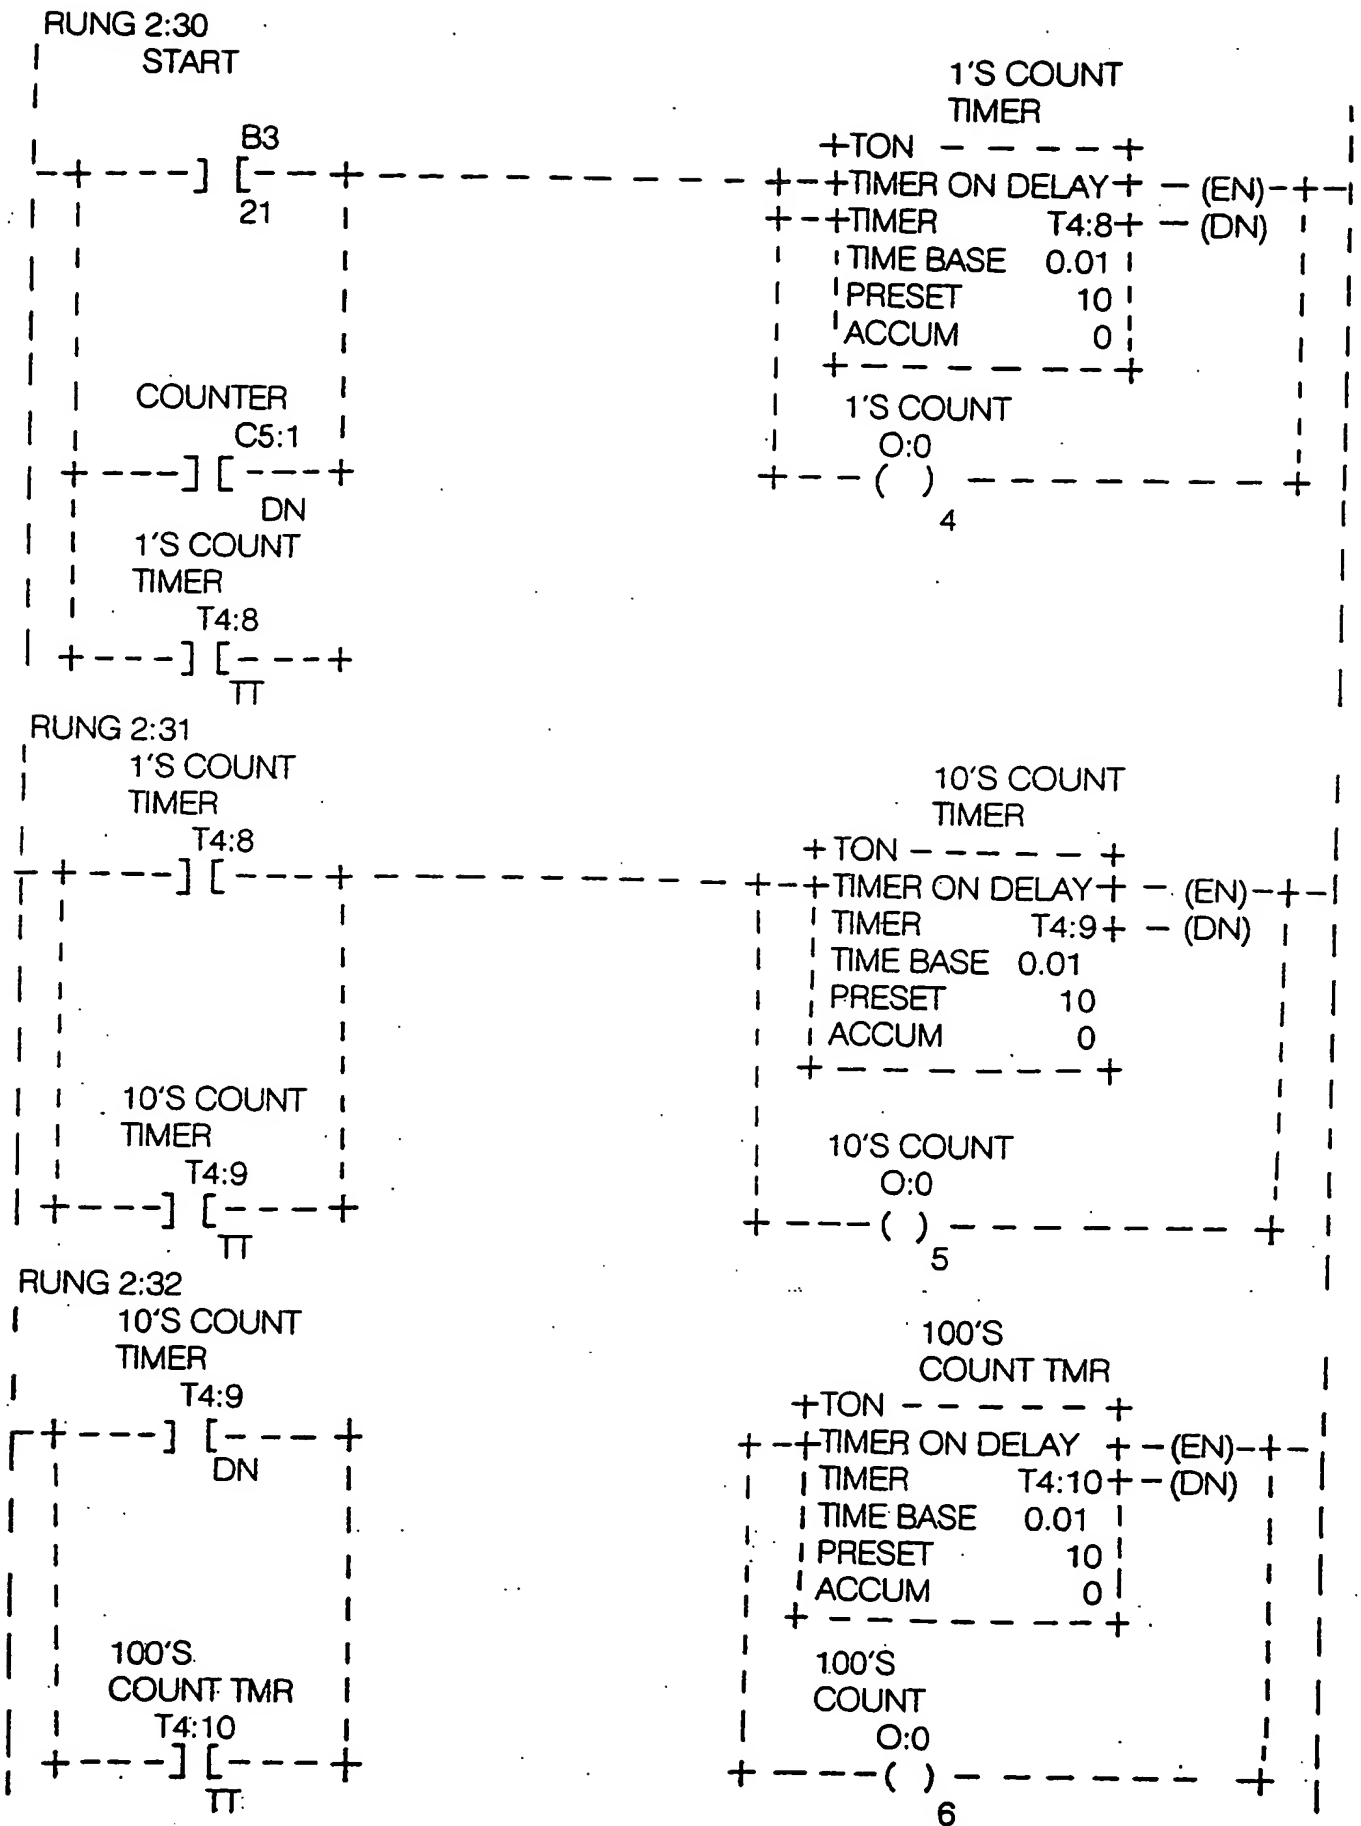 RUNG 2:30
START
B3
] [
21
COUNTER
C5:1
] [
DN
1'S COUNT
TIMER
T4:8
] [
TT
1'S COUNT
TIMER
TON
TIMER ON DELAY (EN)
TIMER T4:8 (DN)
TIME BASE 0.01
PRESET 10
ACCUM 0
1'S COUNT
O:0
( )
4
RUNG 2:31
1'S COUNT
TIMER
T4:8
] [
10'S COUNT
TIMER
T4:9
] [
TT
10'S COUNT
TIMER
TON
TIMER ON DELAY (EN)
TIMER T4:9 (DN)
TIME BASE 0.01
PRESET 10
ACCUM 0
10'S COUNT
O:0
( )
5
RUNG 2:32
10'S COUNT
TIMER
T4:9
] [
DN
100'S
COUNT TMR
T4:10
] [
TT
100'S
COUNT TMR
TON
TIMER ON DELAY (EN)
TIMER T4:10 (DN)
TIME BASE 0.01
PRESET 10
ACCUM 0
100'S
COUNT
O:0
( )
6